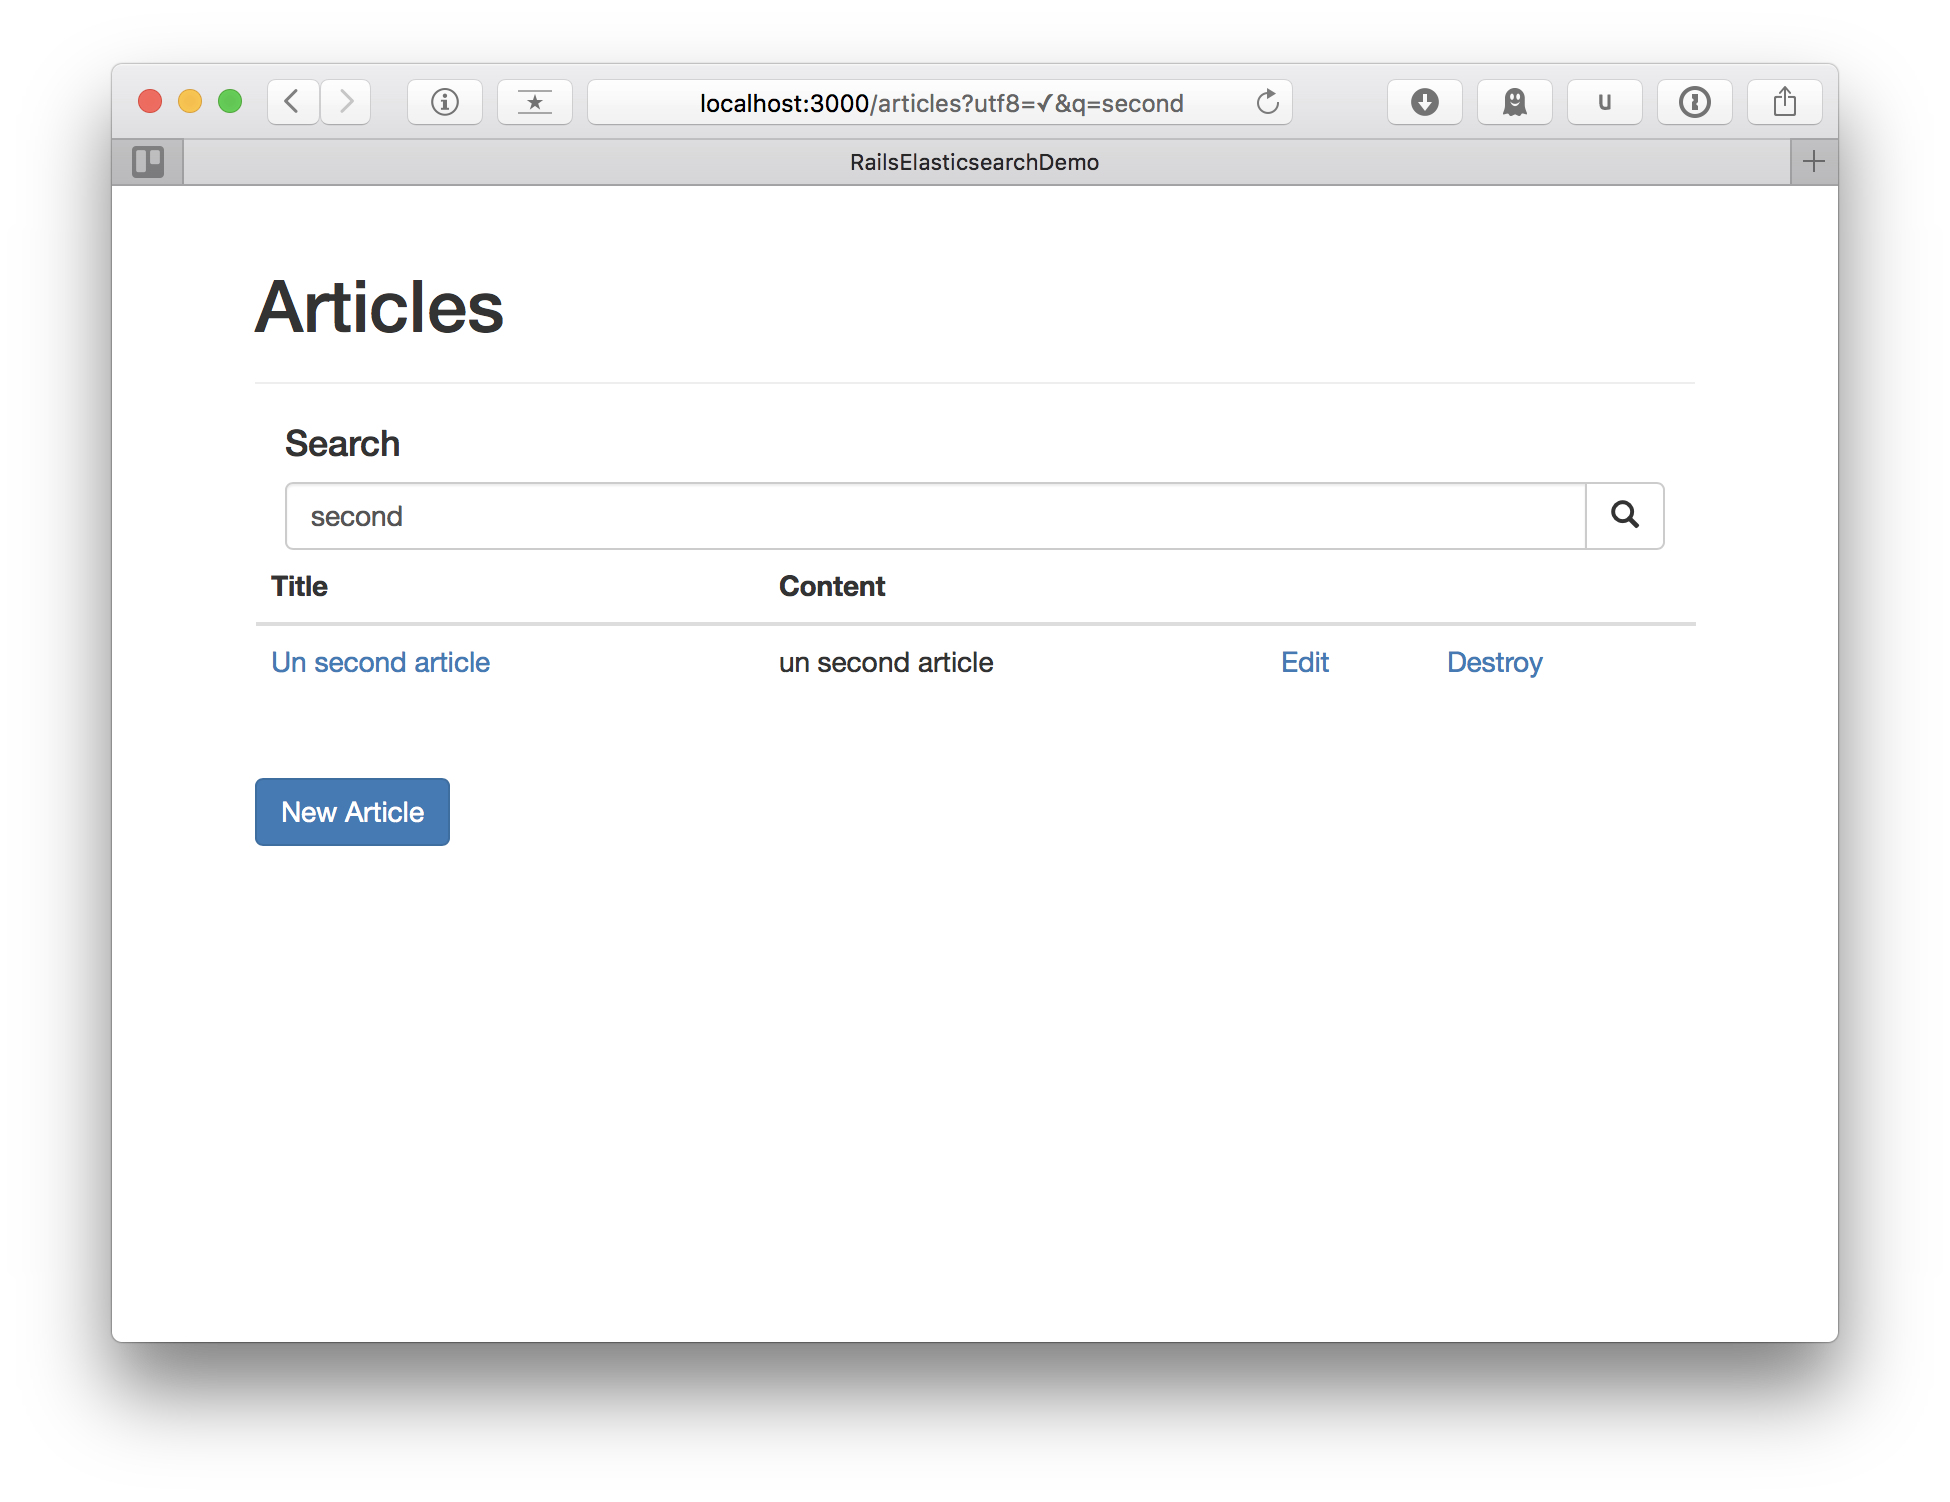 localhost:3000/articles?utf8=✓&q=second
u
RailsElasticsearchDemo
Articles
Search
second
Title Content
Un second article un second article Edit Destroy
New Article